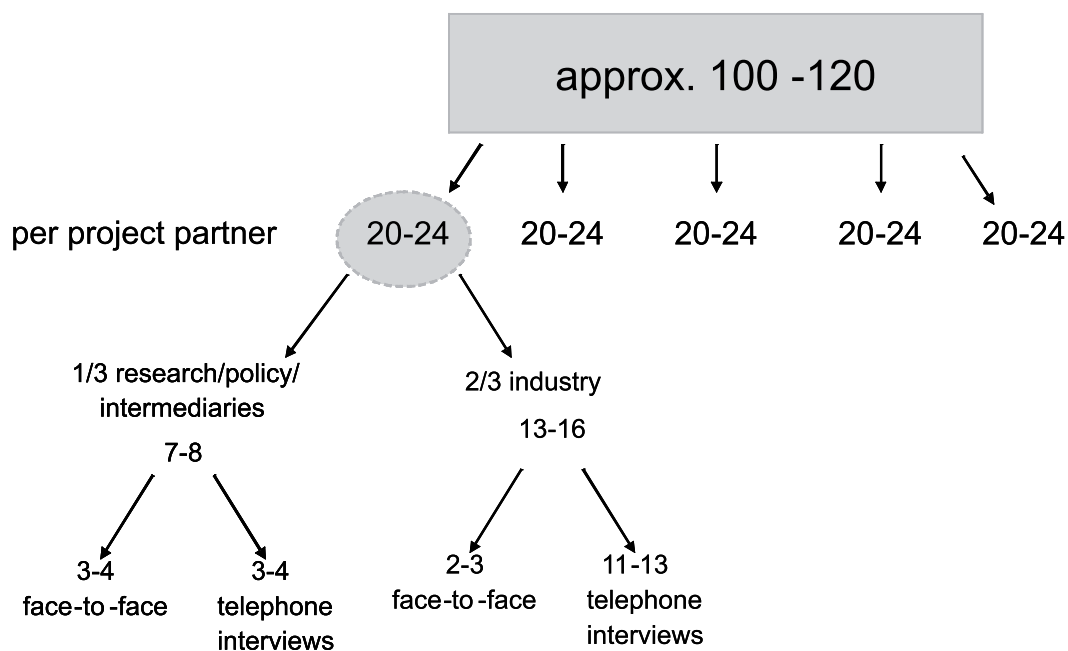 approx. 100 -120
per project partner 20-24 20-24 20-24 20-24 20-24
1/3 research/policy/
intermediaries
7-8
2/3 industry
13-16
3-4
face-to -face
3-4
telephone
interviews
2-3
face-to -face
11-13
telephone
interviews